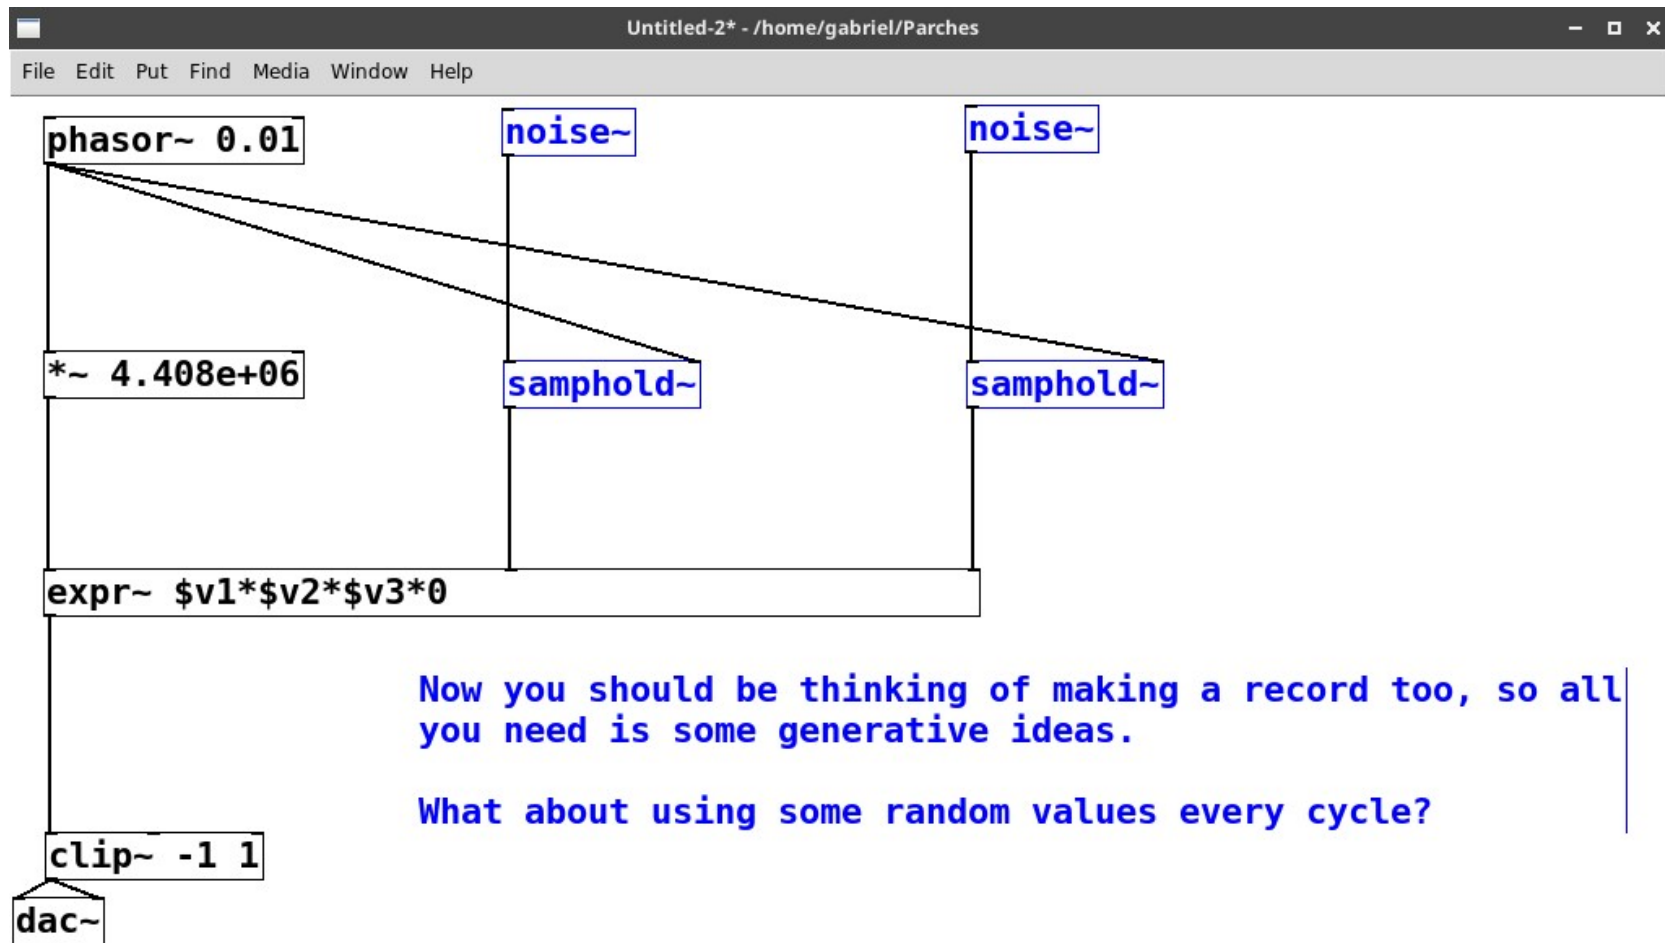 Untitled-2* - /home/gabriel/Parches
File Edit Put Find Media Window Help
phasor~ 0.01
noise~
noise~
*~ 4.408e+06
samphold~
samphold~
expr~ $v1*$v2*$v3*0
Now you should be thinking of making a record too, so all
you need is some generative ideas.
What about using some random values every cycle?
clip~ -1 1
dac~